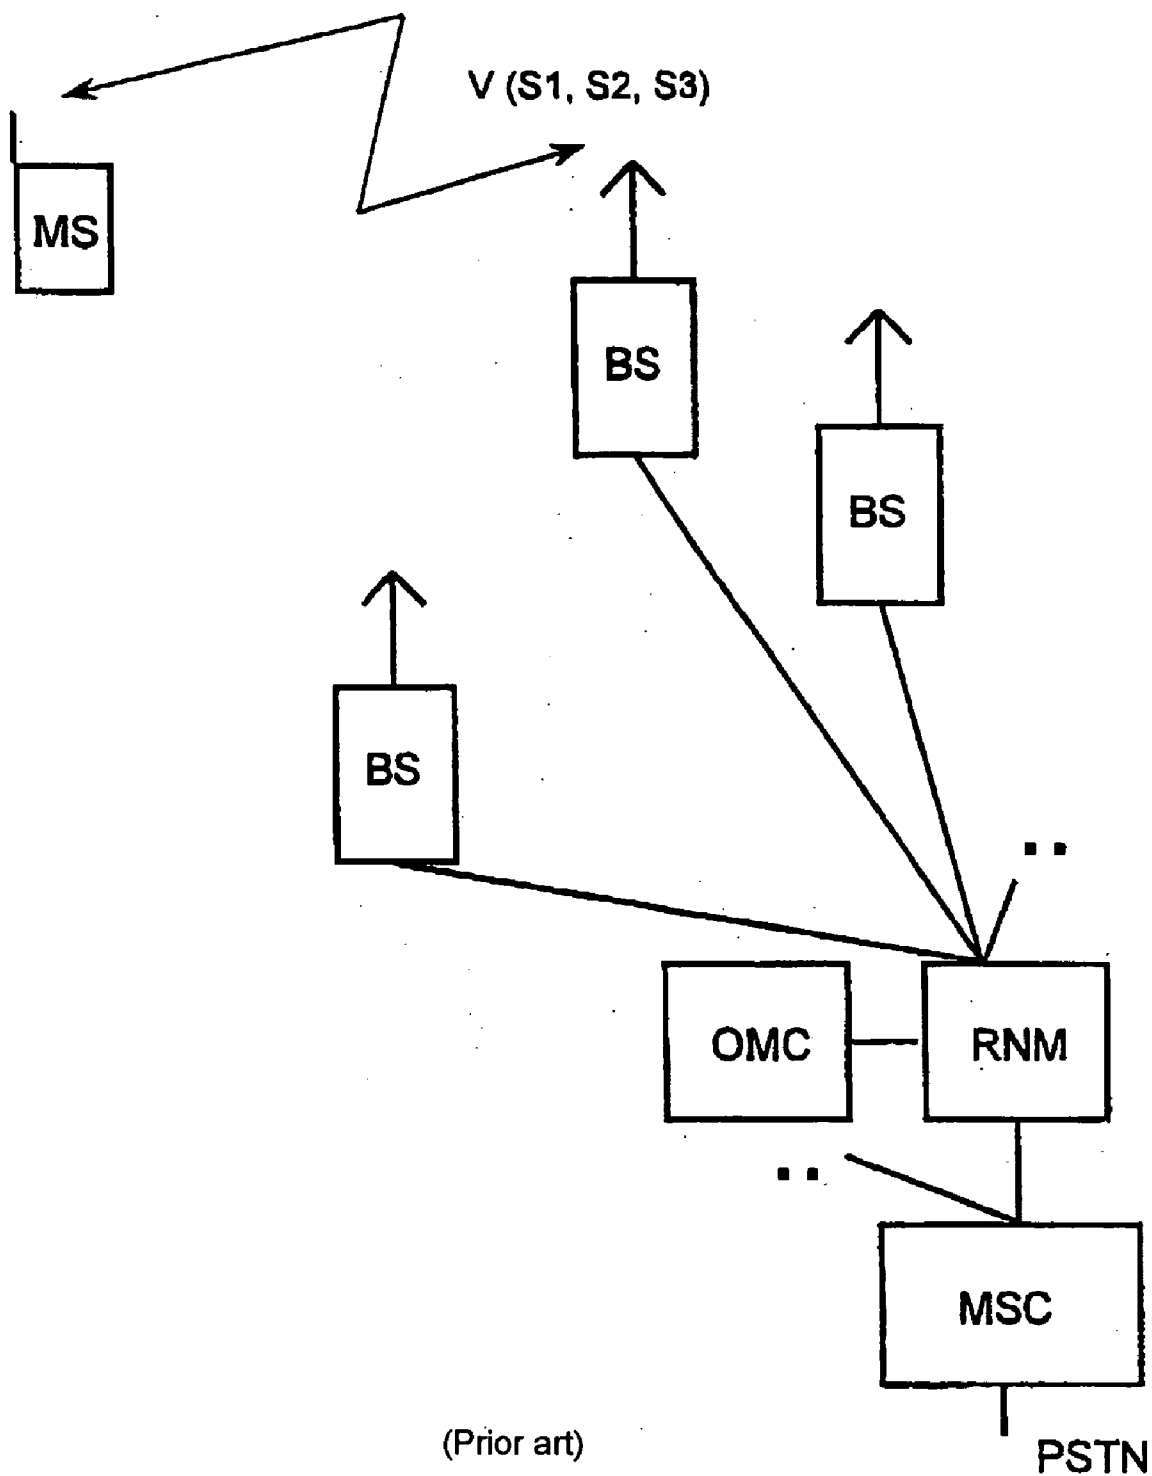 V (S1, S2, S3)
MS
BS
BS
BS
OMC
RNM
MSC
(Prior art)
PSTN